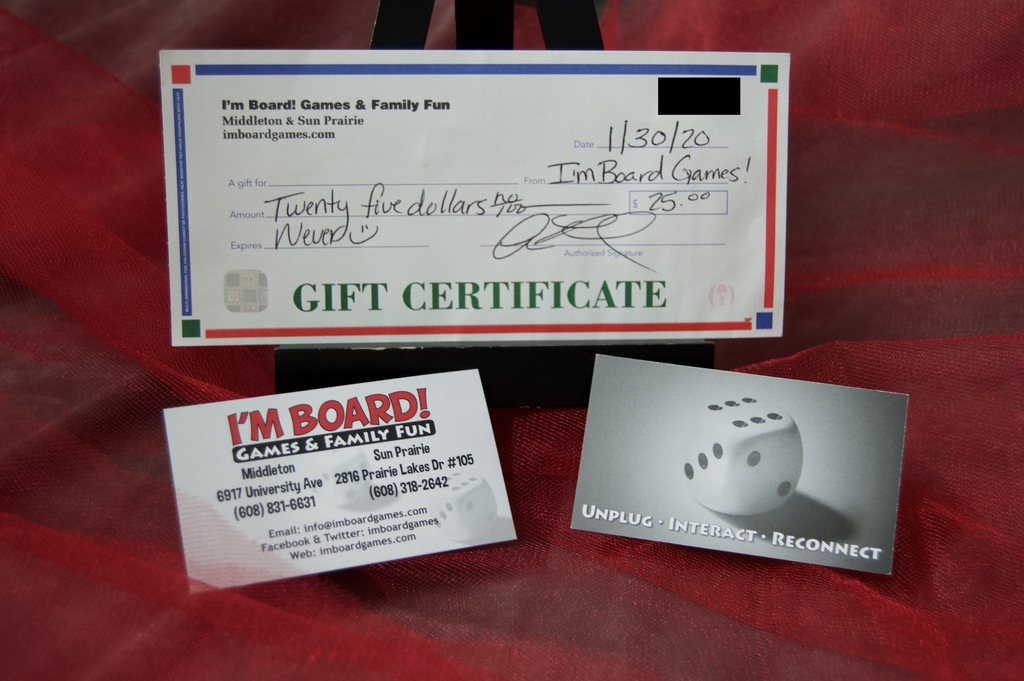 I'm Board! Games & Family Fun
Middleton & Sun Prairie
imboardgames.com
Date 1/30/20
A gift for From I'm Board Games!
Amount Twenty five dollars no/100 $ 25.00
Expires Never
Authorized Signature
GIFT CERTIFICATE
I'M BOARD!
GAMES & FAMILY FUN
Middleton
6917 University Ave
(608) 831-6631
Sun Prairie
2816 Prairie Lakes Dr #105
(608) 318-2642
Email: info@imboardgames.com
Facebook & Twitter: imboardgames
Web: imboardgames.com
UNPLUG · INTERACT · RECONNECT